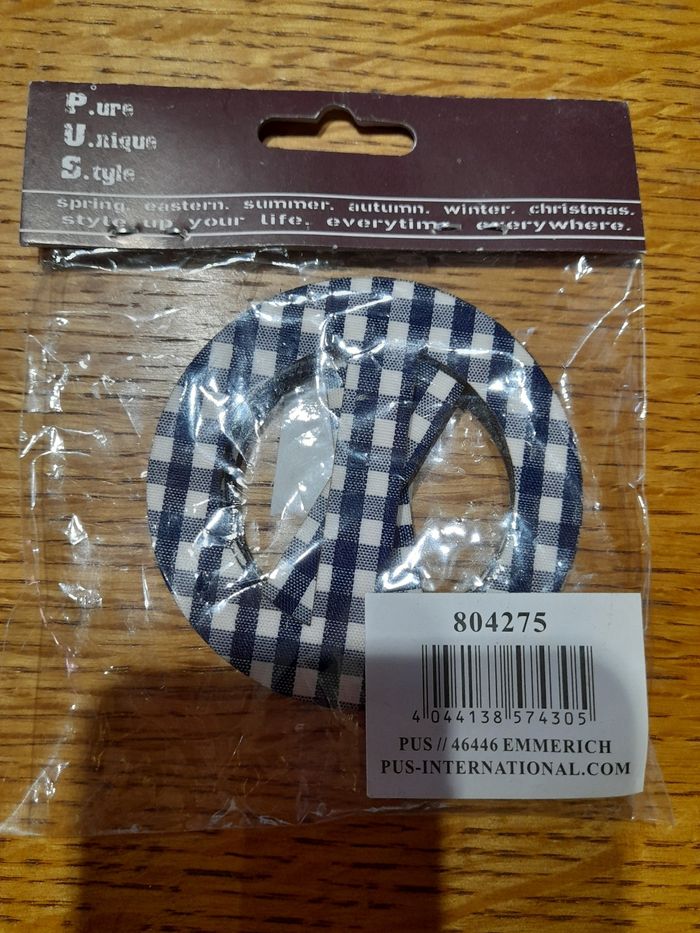 P.ure
U.nique
S.tyle
spring. eastern. summer. autumn. winter. christmas.
style up your life. everytime. everywhere.
804275
4 044138 574305
PUS // 46446 EMMERICH
PUS-INTERNATIONAL.COM